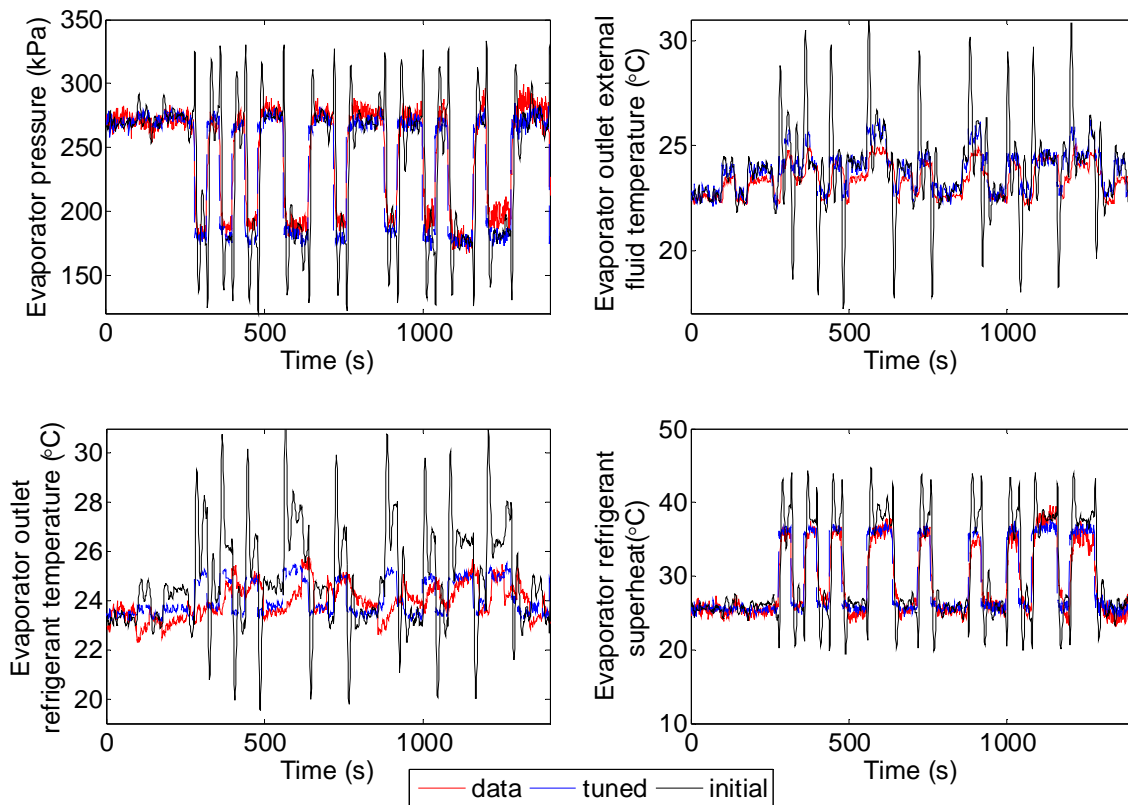 Evaporator pressure (kPa)
350
300
250
200
150
0
500
1000
Time (s)
Evaporator outlet external
fluid temperature (°C)
30
25
20
0
500
1000
Time (s)
Evaporator outlet
refrigerant temperature (°C)
30
28
26
24
22
20
0
500
1000
Time (s)
Evaporator refrigerant
superheat(°C)
50
40
30
20
10
0
500
1000
Time (s)
data
tuned
initial